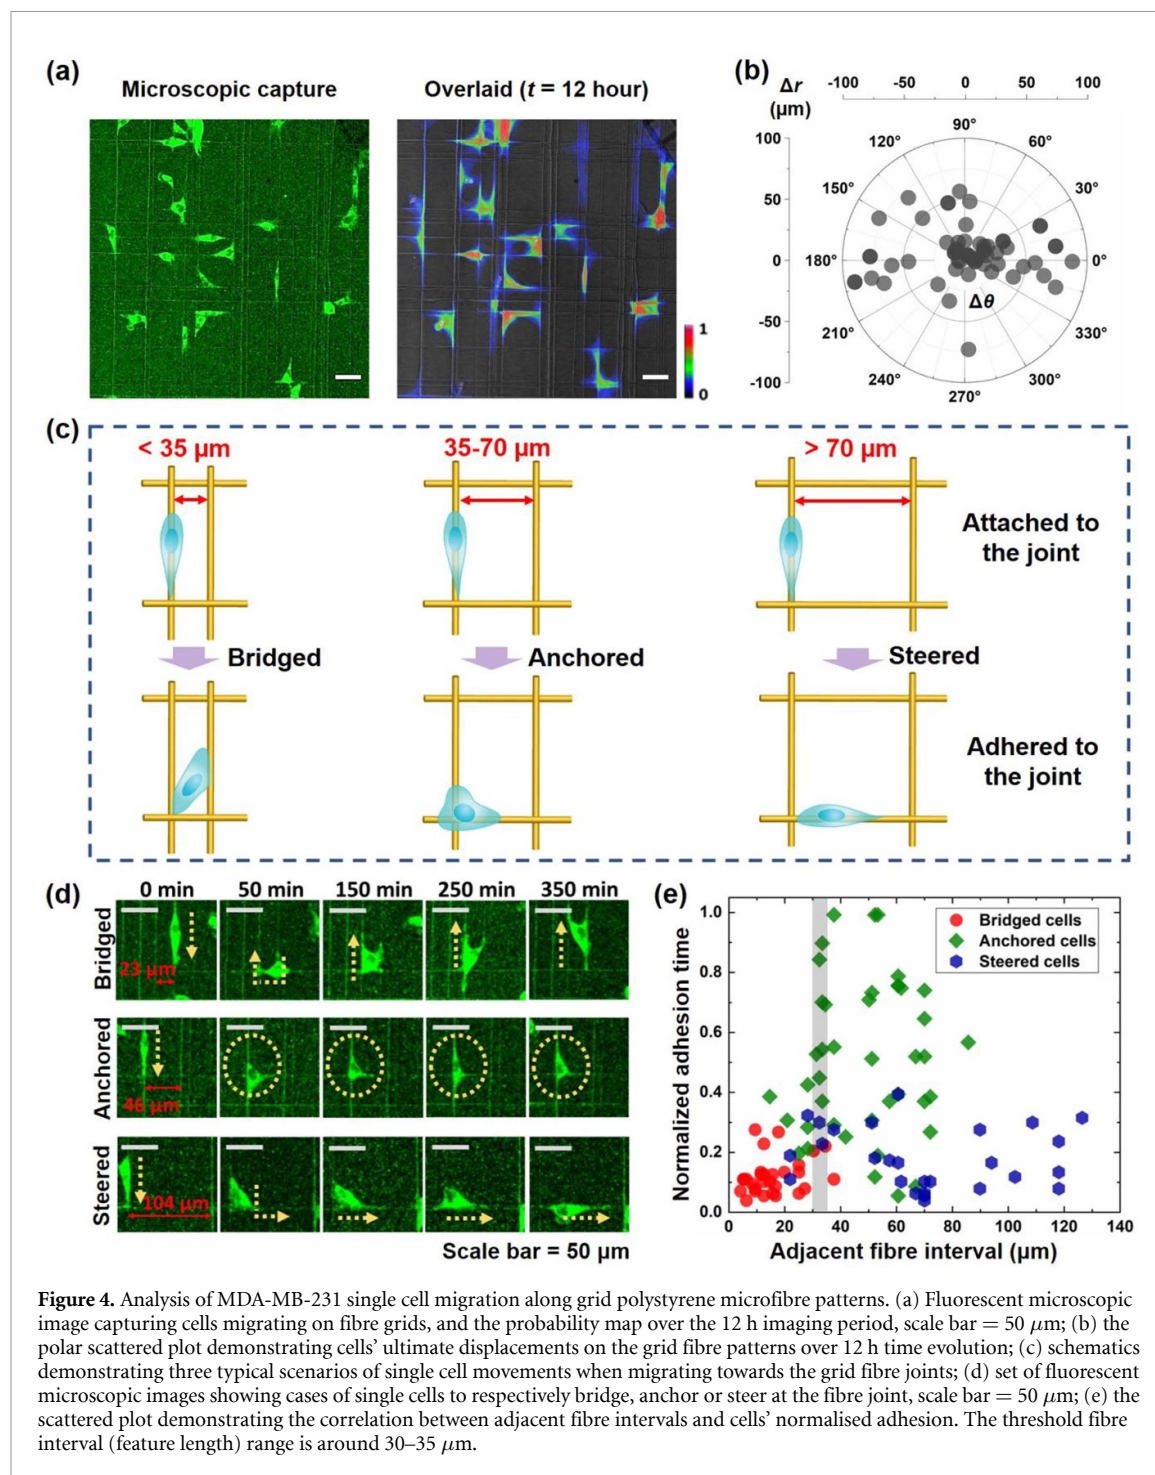 (a)
Microscopic capture
Overlaid (t = 12 hour)
1
0
(b)
Δr
(μm)
-100 -50 0 50 100
100
50
0
-50
-100
90°
120° 60°
150° 30°
180° 0°
Δθ
210° 330°
240° 300°
270°
(c)
< 35 μm
35-70 μm
> 70 μm
Attached to
the joint
Bridged
Anchored
Steered
Adhered to
the joint
(d)
0 min 50 min 150 min 250 min 350 min
Bridged
23 μm
Anchored
46 μm
Steered
104 μm
Scale bar = 50 μm
(e)
Normalized adhesion time
1.0
0.8
0.6
0.4
0.2
0.0
Bridged cells
Anchored cells
Steered cells
0 20 40 60 80 100 120 140
Adjacent fibre interval (μm)
Figure 4. Analysis of MDA-MB-231 single cell migration along grid polystyrene microfibre patterns. (a) Fluorescent microscopic
image capturing cells migrating on fibre grids, and the probability map over the 12 h imaging period, scale bar = 50 μm; (b) the
polar scattered plot demonstrating cells' ultimate displacements on the grid fibre patterns over 12 h time evolution; (c) schematics
demonstrating three typical scenarios of single cell movements when migrating towards the grid fibre joints; (d) set of fluorescent
microscopic images showing cases of single cells to respectively bridge, anchor or steer at the fibre joint, scale bar = 50 μm; (e) the
scattered plot demonstrating the correlation between adjacent fibre intervals and cells' normalised adhesion. The threshold fibre
interval (feature length) range is around 30–35 μm.